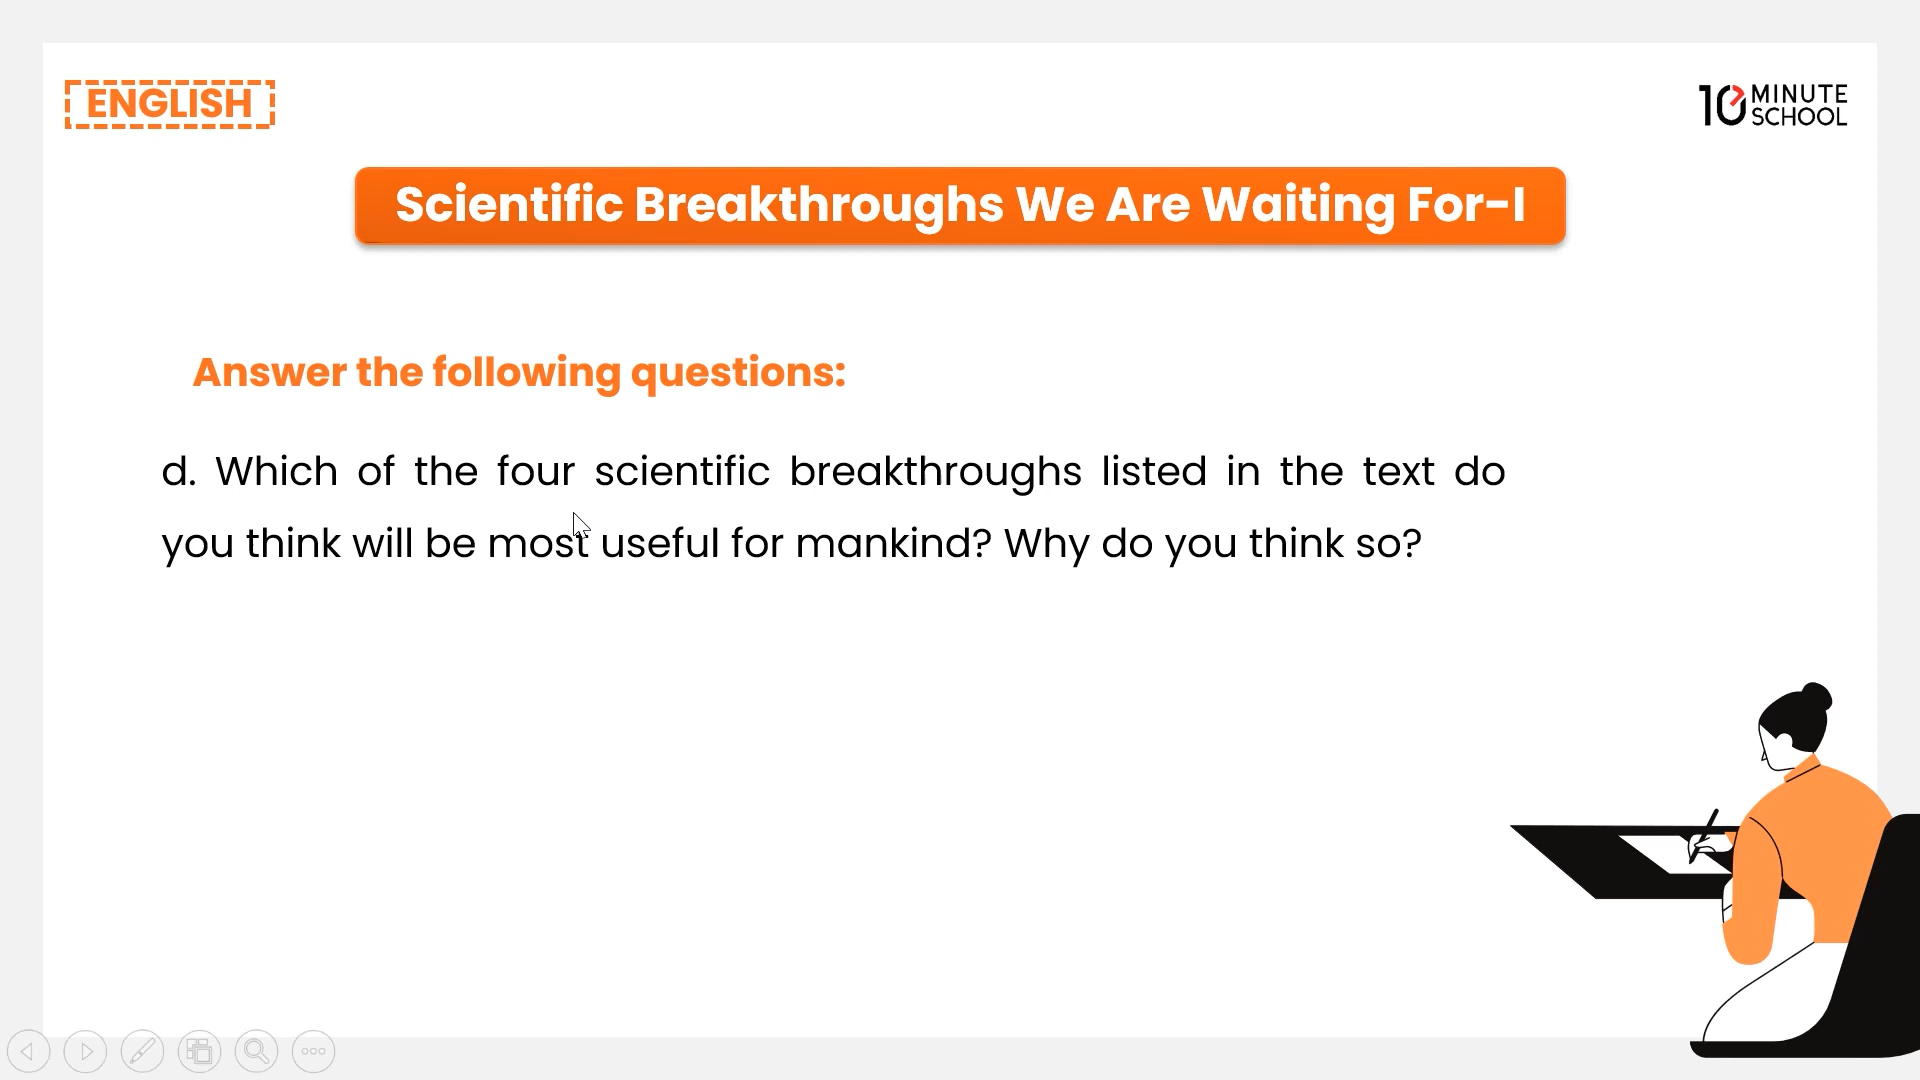 ENGLISH
10 MINUTE
SCHOOL
Scientific Breakthroughs We Are Waiting For-I
Answer the following questions:
d. Which of the four scientific breakthroughs listed in the text do
you think will be most useful for mankind? Why do you think so?